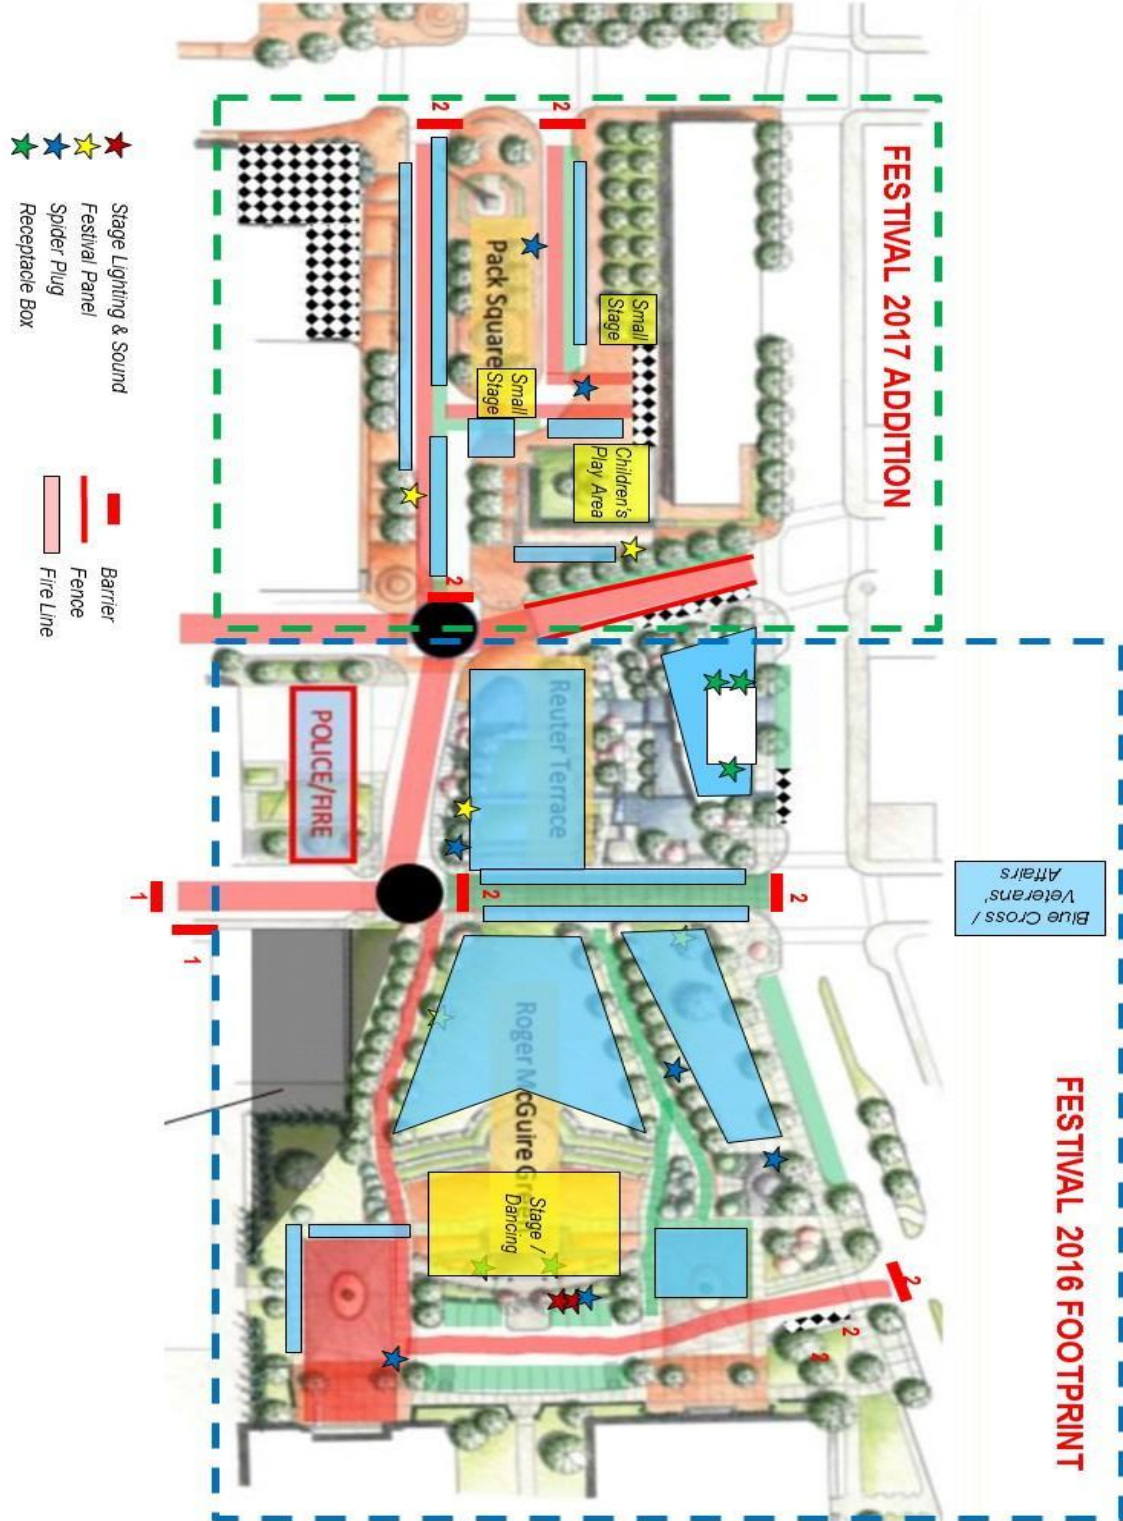 FESTIVAL 2017 ADDITION
2
2
Pack Square
Small
Stage
Small
Stage
Children's
Play Area
2
Stage Lighting & Sound
Festival Panel
Spider Plug
Receptacle Box
Barrier
Fence
Fire Line
FESTIVAL 2016 FOOTPRINT
Blue Cross /
Veterans'
Affairs
Reuter Terrace
POLICE/FIRE
2
2
1
1
Roger McGuire Green
Stage /
Dancing
2
2
2